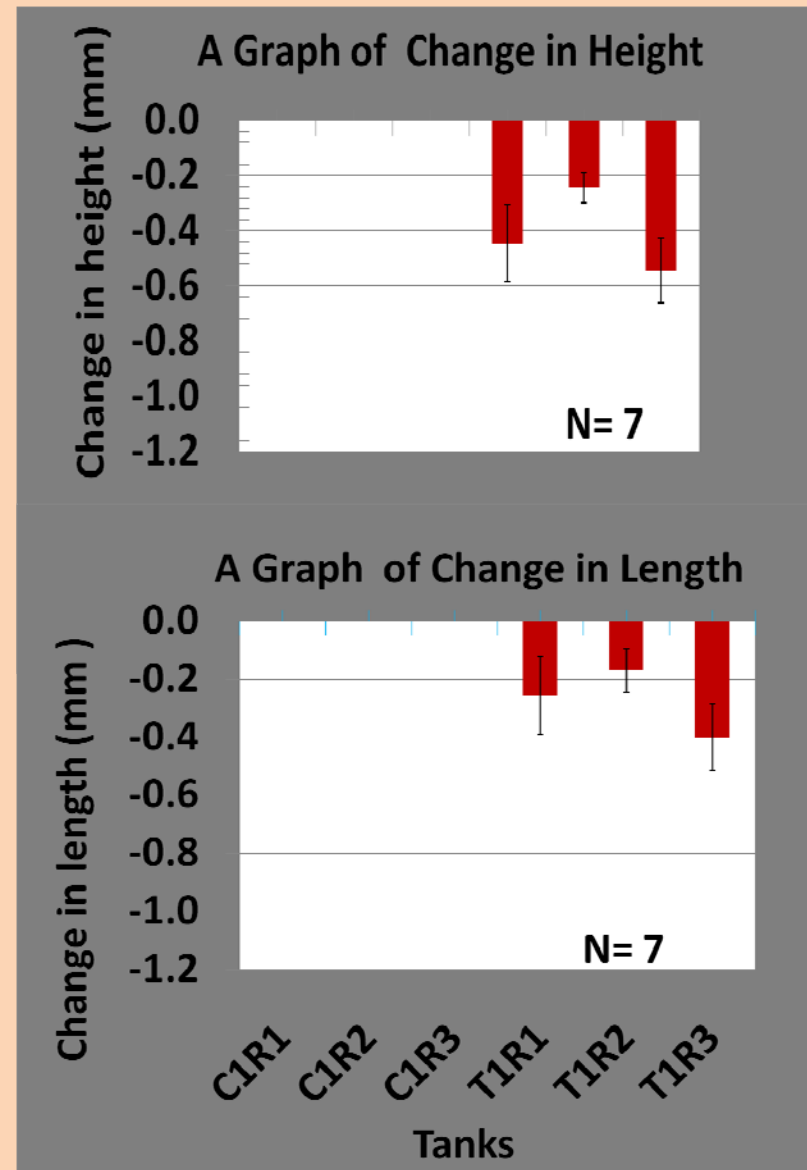 A Graph of Change in Height
Change in height (mm)
0.0
-0.2
-0.4
-0.6
-0.8
-1.0
-1.2
N= 7
A Graph of Change in Length
Change in length (mm )
0.0
-0.2
-0.4
-0.6
-0.8
-1.0
-1.2
N= 7
C1R1
C1R2
C1R3
T1R1
T1R2
T1R3
Tanks